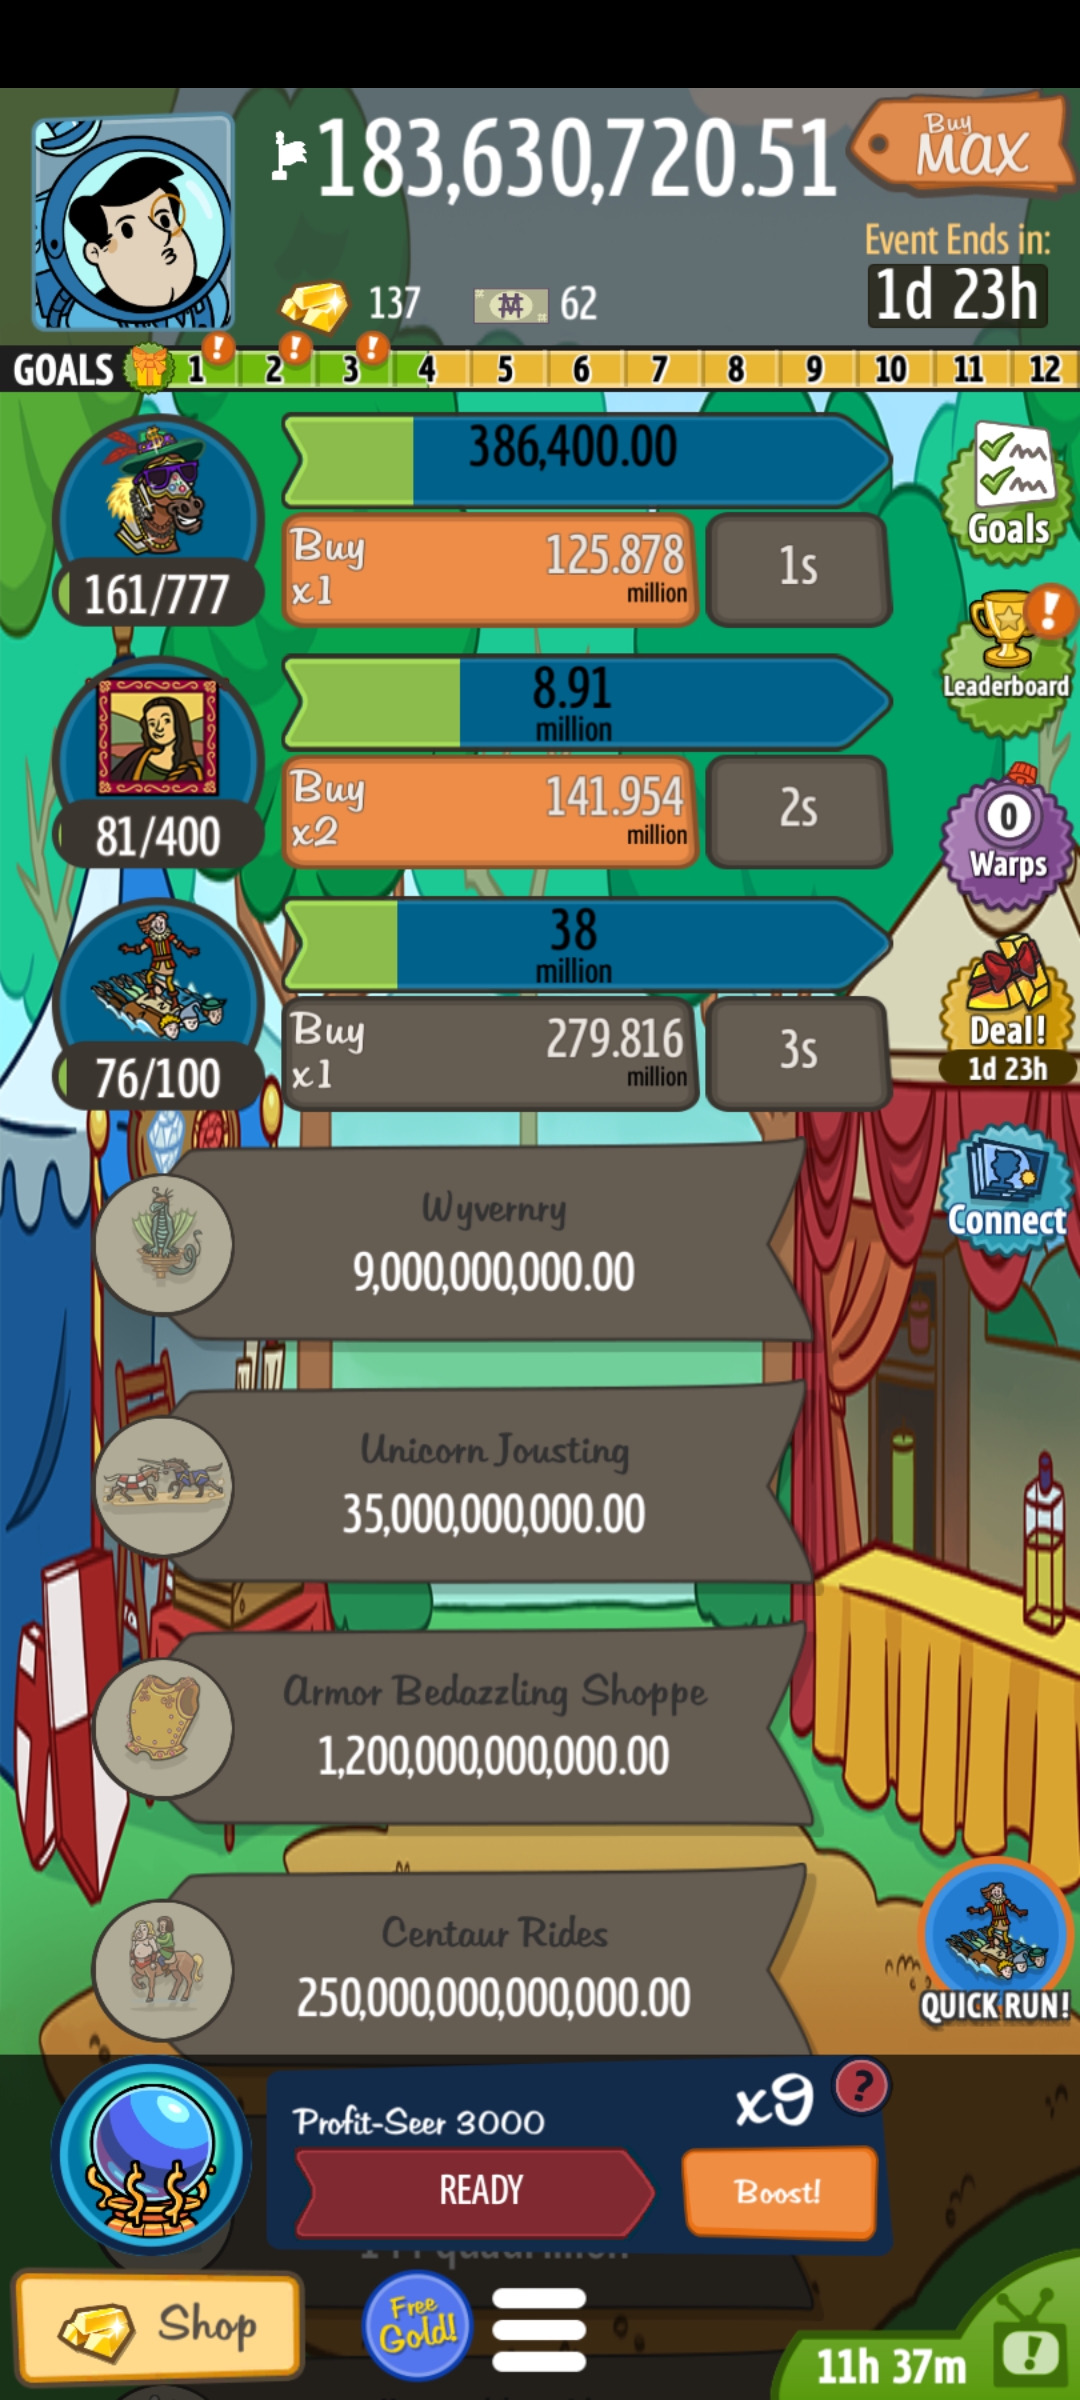 183,630,720.51
Buy
MAX
Event Ends in:
1d 23h
137
62
GOALS 1 ! 2 ! 3 ! 4 5 6 7 8 9 10 11 12
386,400.00
Buy
x1
125.878
million
1s
161/777
Goals
8.91
million
Buy
x2
141.954
million
2s
81/400
!
Leaderboard
0
Warps
38
million
Buy
x1
279.816
million
3s
76/100
Deal!
1d 23h
Connect
Wyvernry
9,000,000,000.00
Unicorn Jousting
35,000,000,000.00
Armor Bedazzling Shoppe
1,200,000,000,000.00
Centaur Rides
250,000,000,000,000.00
QUICK RUN!
Profit-Seer 3000
x9
?
READY
Boost!
Shop
Free
Gold!
11h 37m
!